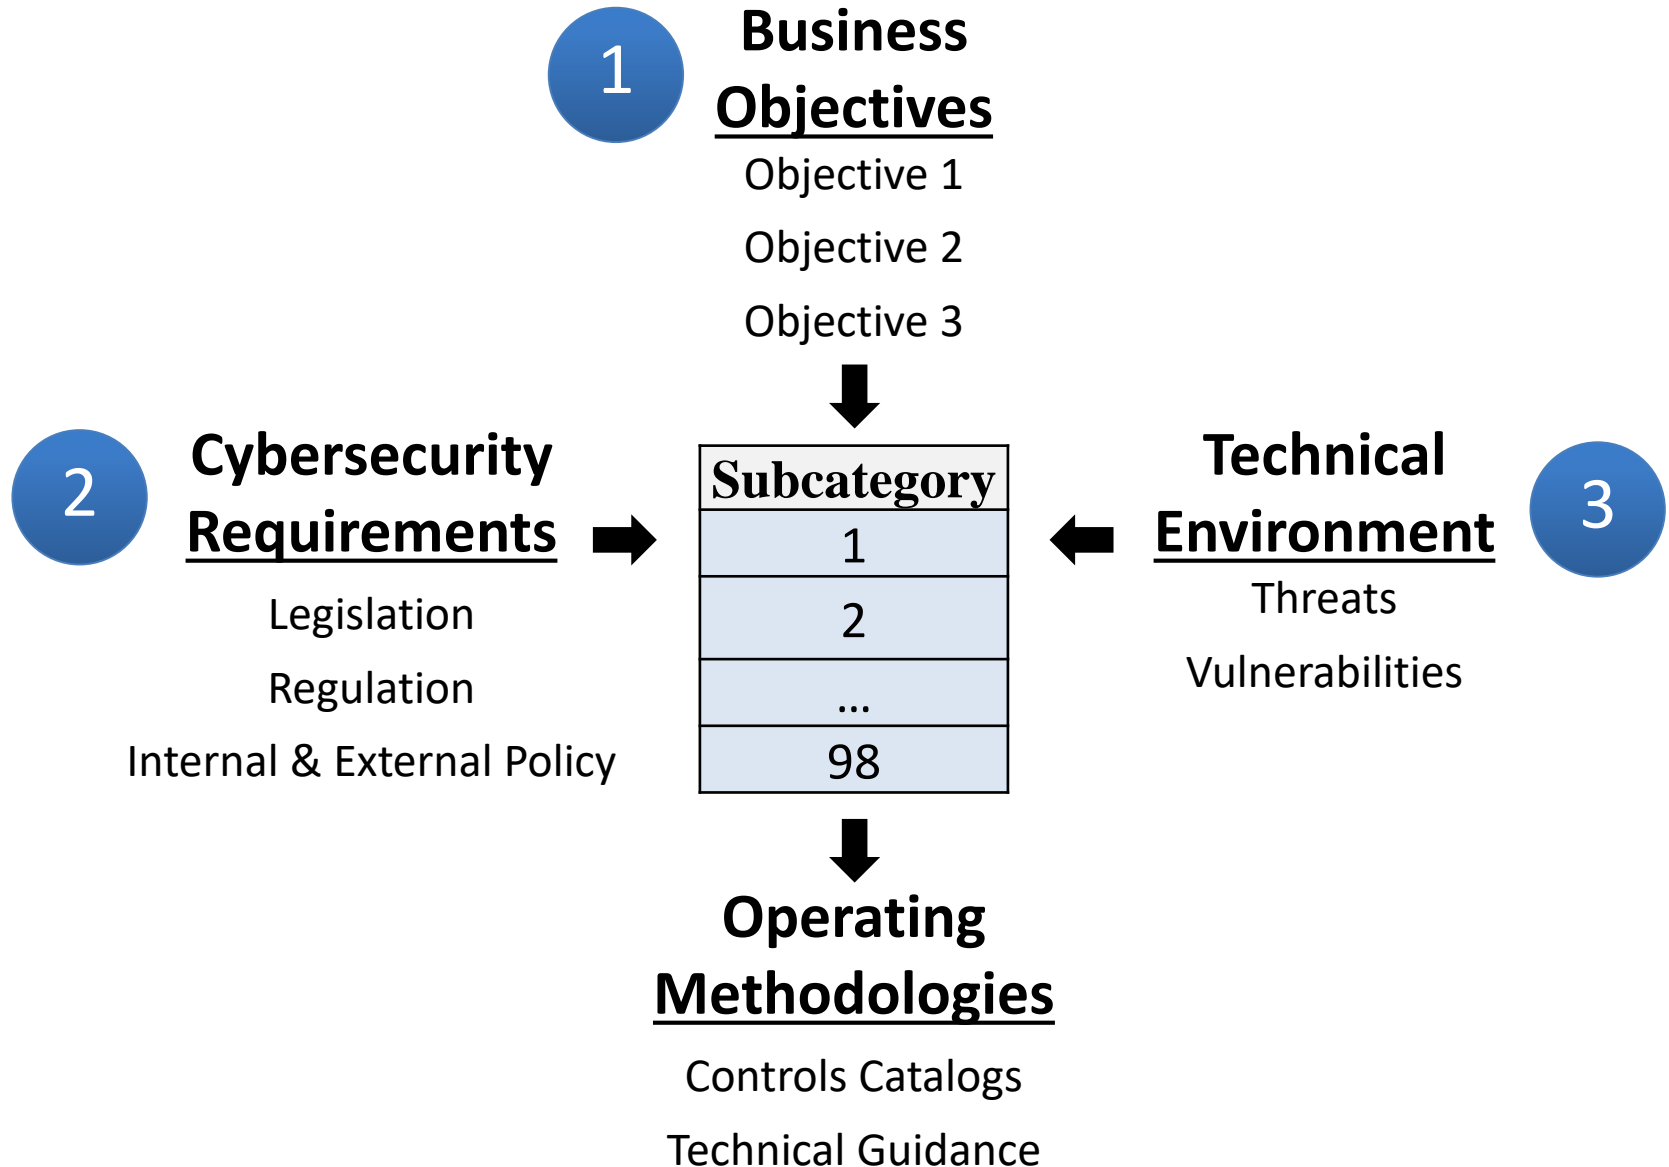 1
Business
Objectives
Objective 1
Objective 2
Objective 3
2
Cybersecurity
Requirements
Legislation
Regulation
Internal & External Policy
Subcategory
1
2
...
98
Technical
Environment
3
Threats
Vulnerabilities
Operating
Methodologies
Controls Catalogs
Technical Guidance